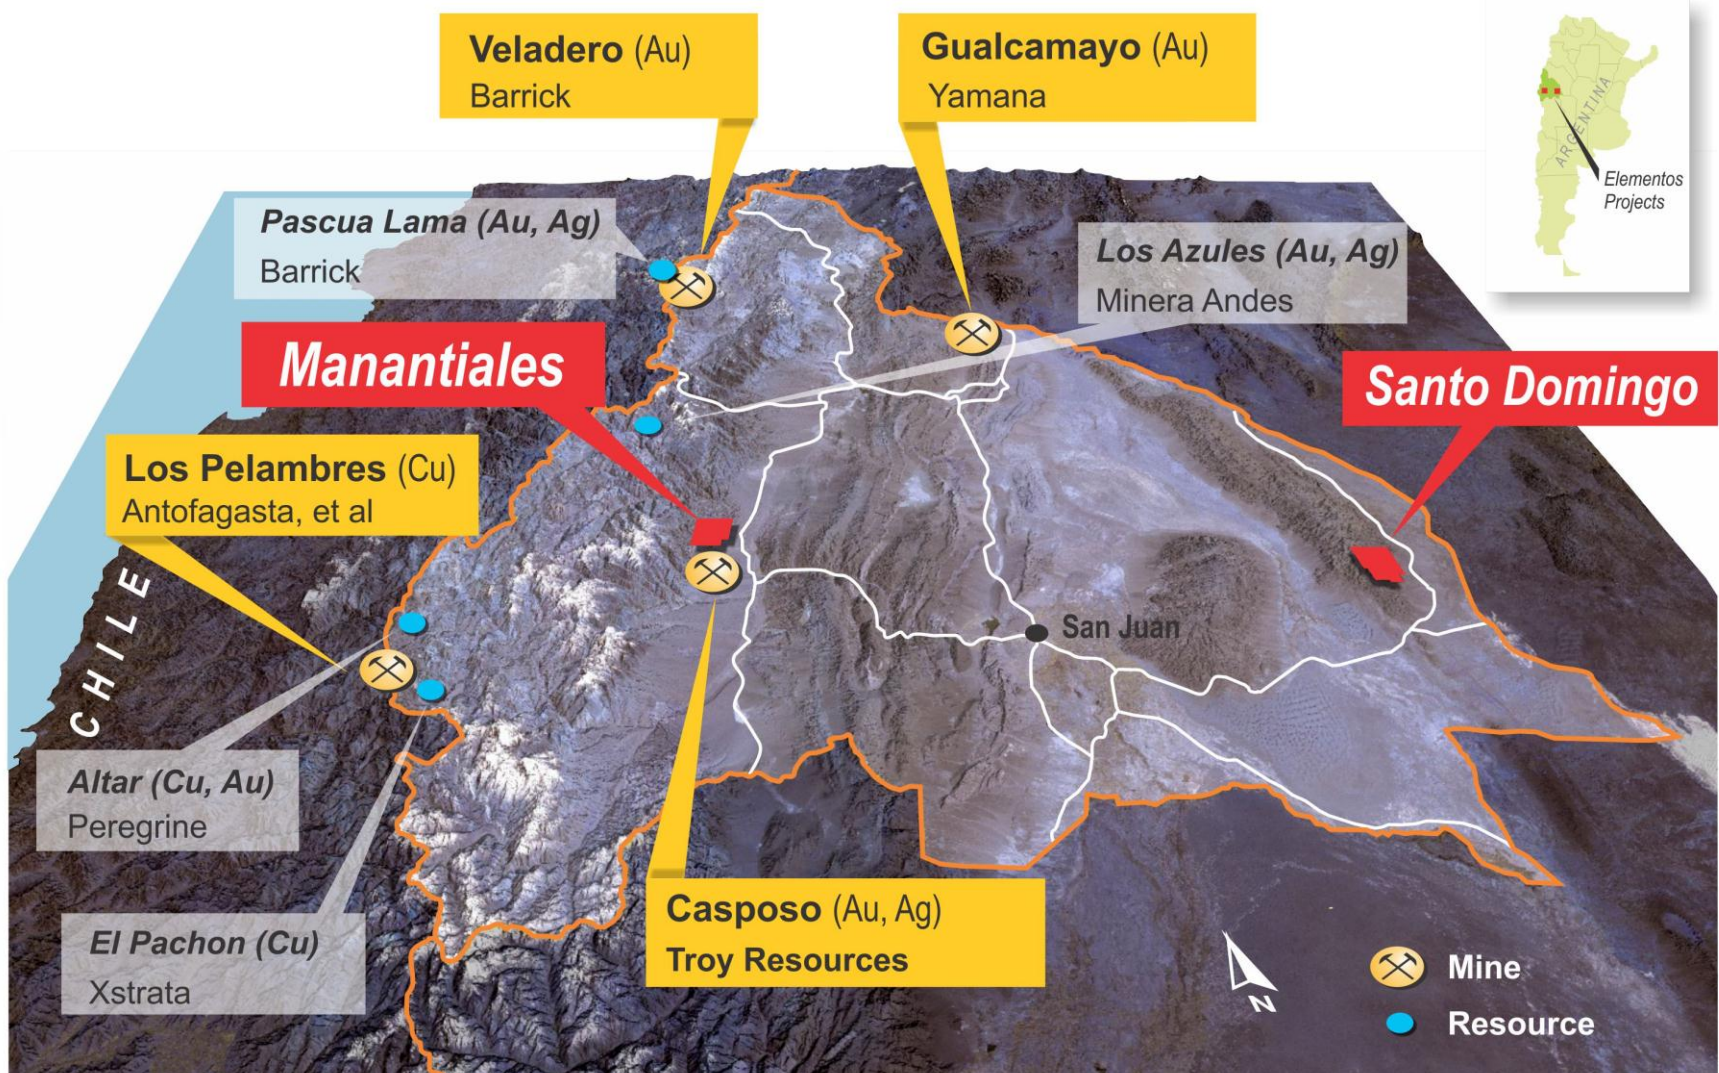 Veladero (Au)
Barrick
Gualcamayo (Au)
Yamana
ARGENTINA
Elementos
Projects
Pascua Lama (Au, Ag)
Barrick
Los Azules (Au, Ag)
Minera Andes
Manantiales
Santo Domingo
Los Pelambres (Cu)
Antofagasta, et al
CHILE
San Juan
Altar (Cu, Au)
Peregrine
El Pachon (Cu)
Xstrata
Casposo (Au, Ag)
Troy Resources
N
Mine
Resource